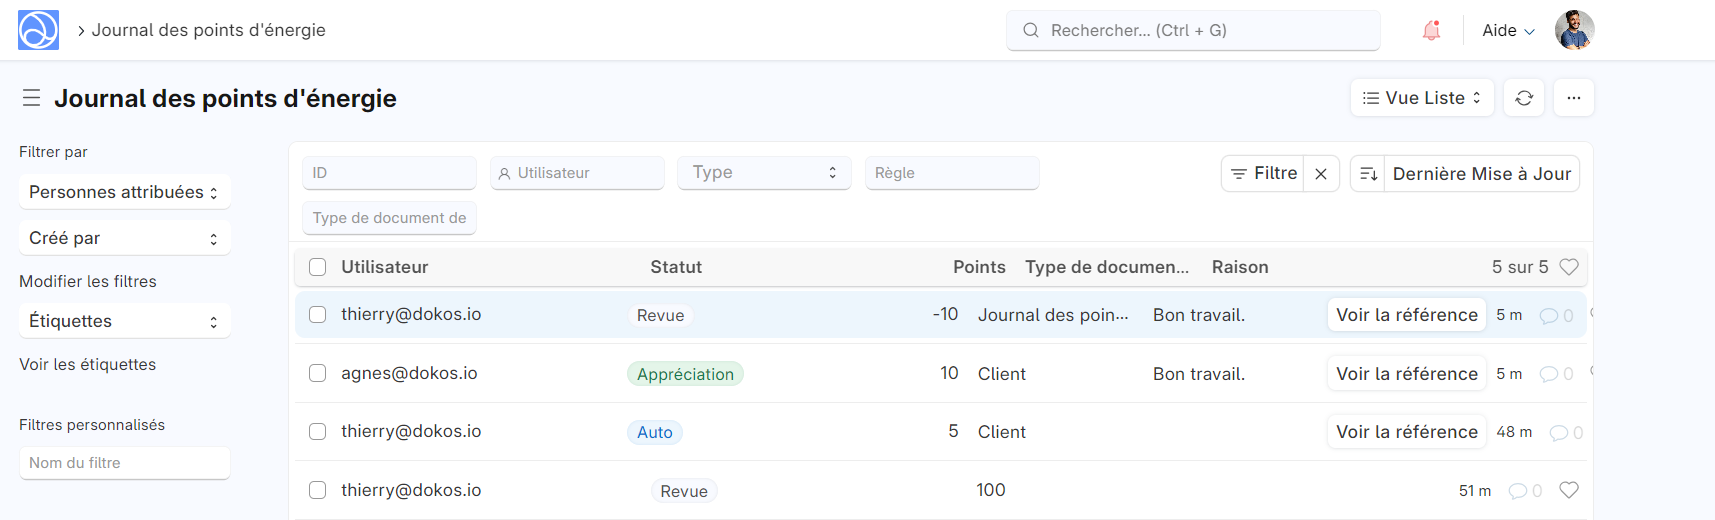 Journal des points d'énergie
Rechercher... (Ctrl + G)
Aide
Journal des points d'énergie
Vue Liste
Filtrer par
Personnes attribuées
Créé par
Modifier les filtres
Étiquettes
Voir les étiquettes
Filtres personnalisés
Nom du filtre
ID Utilisateur Type Règle
Filtre Dernière Mise à Jour
Type de document de
Utilisateur Statut Points Type de documen... Raison 5 sur 5
thierry@dokos.io Revue -10 Journal des poin... Bon travail. Voir la référence 5 m 0
agnes@dokos.io Appréciation 10 Client Bon travail. Voir la référence 5 m 0
thierry@dokos.io Auto 5 Client Voir la référence 48 m 0
thierry@dokos.io Revue 100 51 m 0